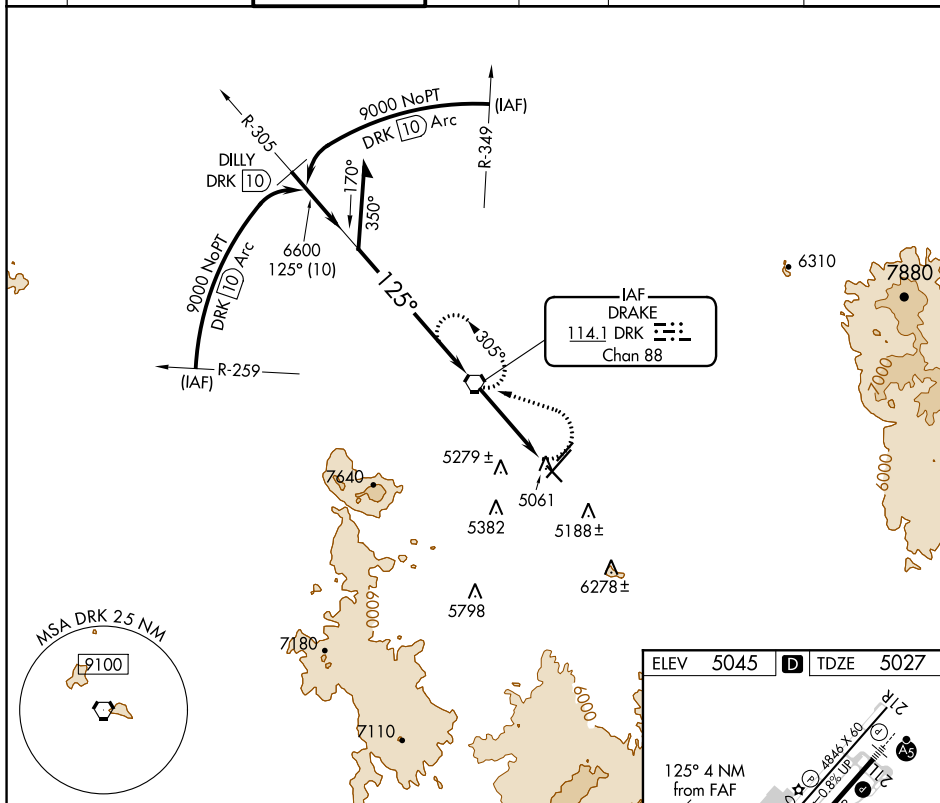 9000 NoPT
DRK 10 Arc
(IAF)
R-305
R-349
DILLY
DRK 10
170°
350°
6600
125° (10)
9000 NoPT
DRK 10 Arc
125°
6310
7880
IAF
DRAKE
114.1 DRK
Chan 88
305°
R-259
(IAF)
7000
5279 ±
7640
5061
5382
5188 ±
6000
6278 ±
6000
5798
MSA DRK 25 NM
9100
7180
6000
7110
ELEV 5045 D TDZE 5027
21R
4846 X 60
P
A5
0.8% UP
21L
P
P
125° 4 NM
from FAF